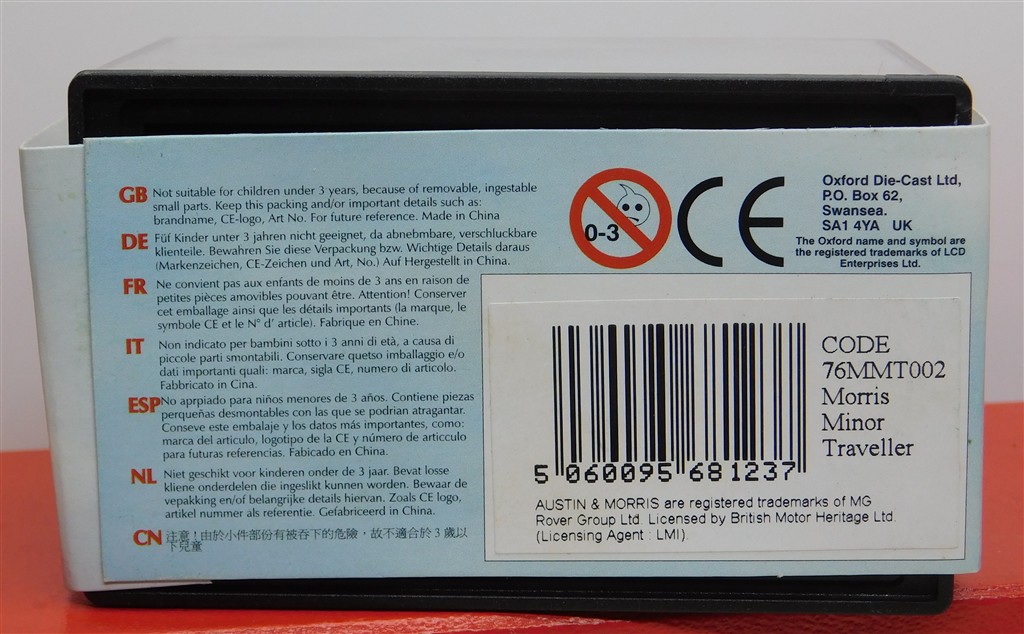 GB Not suitable for children under 3 years, because of removable, ingestable
small parts. Keep this packing and/or important details such as:
brandname, CE-logo, Art No. For future reference. Made in China
DE Füf Kinder unter 3 jahren nicht geeignet, da abnembare, verschluckbare
klienteile. Bewahren Sie diese Verpackung bzw. Wichtige Details daraus
(Markenzeichen, CE-Zeichen und Art, No.) Auf Hergestellt in China.
FR Ne convient pas aux enfants de moins de 3 ans en raison de
petites pièces amovibles pouvant être. Attention! Conserver
cet emballage ainsi que les détails importants (la marque, le
symbole CE et le N° d' article). Fabrique en Chine.
IT Non indicato per bambini sotto i 3 anni di età, a causa di
piccole parti smontabili. Conservare quetso imballaggio e/o
dati importanti quali: marca, sigla CE, numero di articolo.
Fabbricato in Cina.
ESP No aprpiado para niños menores de 3 años. Contiene piezas
perqueñas desmontables con las que se podrian atragantar.
Conseve este embalaje y los datos más importantes, como:
marca del articulo, logotipo de la CE y número de articculo
para futuras referencias. Fabicado en China.
NL Niet geschikt voor kinderen onder de 3 jaar. Bevat losse
kliene onderdelen die ingeslikt kunnen worden. Bewaar de
vepakking en/of belangrijke details hiervan. Zoals CE logo,
artikel nummer als referentie. Gefabriceerd in China.
CN 注意！由於小件部份有被吞下的危險，故不適合於3歲以
下兒童
0-3
CE
Oxford Die-Cast Ltd,
P.O. Box 62,
Swansea.
SA1 4YA UK
The Oxford name and symbol are
the registered trademarks of LCD
Enterprises Ltd.
CODE
76MMT002
Morris
Minor
Traveller
5 060095 681237
AUSTIN & MORRIS are registered trademarks of MG
Rover Group Ltd. Licensed by British Motor Heritage Ltd.
(Licensing Agent : LMI).